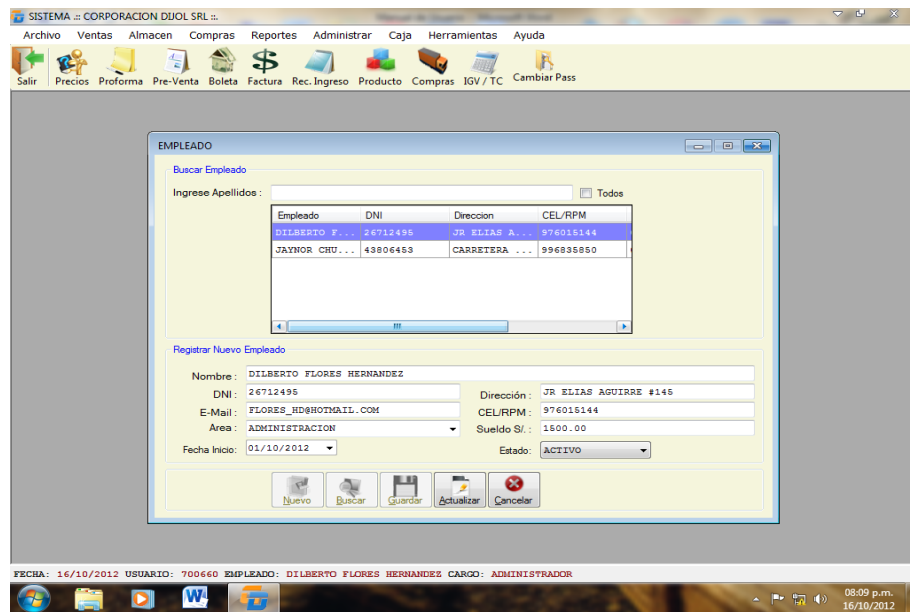 SISTEMA .:: CORPORACION DIJOL SRL ::.
Archivo Ventas Almacen Compras Reportes Administrar Caja Herramientas Ayuda
Salir Precios Proforma Pre-Venta Boleta Factura Rec. Ingreso Producto Compras IGV / TC Cambiar Pass
EMPLEADO
Buscar Empleado
Ingrese Apellidos : Todos
Empleado DNI Direccion CEL/RPM
DILBERTO F... 26712495 JR ELIAS A... 976015144
JAYNOR CHU... 43806453 CARRETERA ... 996835850
Registrar Nuevo Empleado
Nombre : DILBERTO FLORES HERNANDEZ
DNI : 26712495 Dirección : JR ELIAS AGUIRRE #145
E-Mail : FLORES_HD@HOTMAIL.COM CEL/RPM : 976015144
Area : ADMINISTRACION Sueldo S/. : 1500.00
Fecha Inicio: 01/10/2012 Estado: ACTIVO
Nuevo Buscar Guardar Actualizar Cancelar
FECHA: 16/10/2012 USUARIO: 700660 EMPLEADO: DILBERTO FLORES HERNANDEZ CARGO: ADMINISTRADOR
08:09 p.m.
16/10/2012